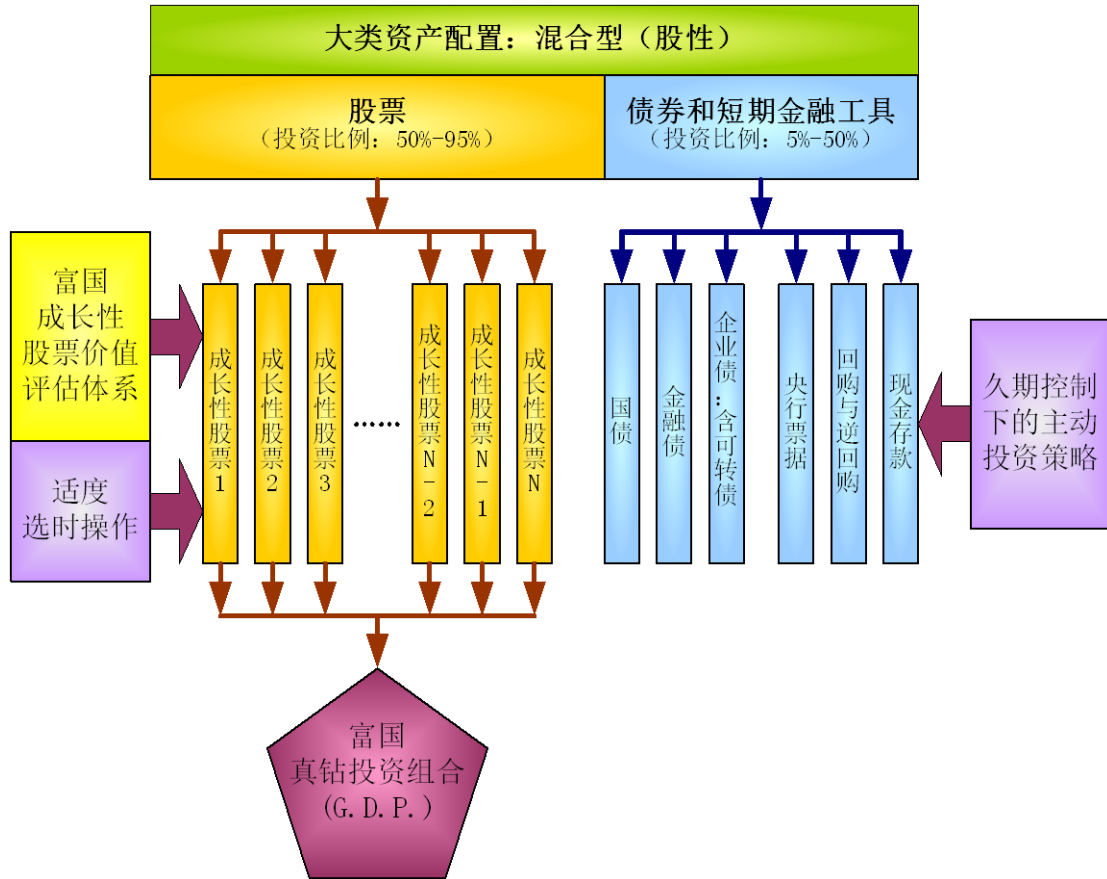 大类资产配置：混合型（股性）
股票
（投资比例：50%-95%）
债券和短期金融工具
（投资比例：5%-50%）
富国
成长性
股票价值
评估体系
适度
选时操作
成长性股票1
成长性股票2
成长性股票3
……
成长性股票N-2
成长性股票N-1
成长性股票N
国债
金融债
企业债：含可转债
央行票据
回购与逆回购
现金存款
久期控制
下的主动
投资策略
富国
真钻投资组合
(G.D.P.)